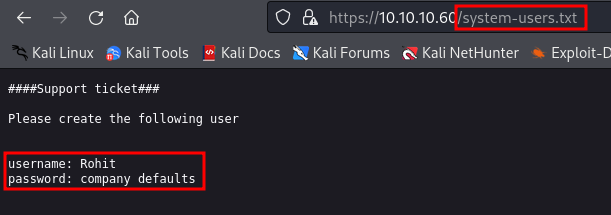 https://10.10.10.60/system-users.txt
Kali Linux Kali Tools Kali Docs Kali Forums Kali NetHunter Exploit-D
####Support ticket###
Please create the following user
username: Rohit
password: company defaults